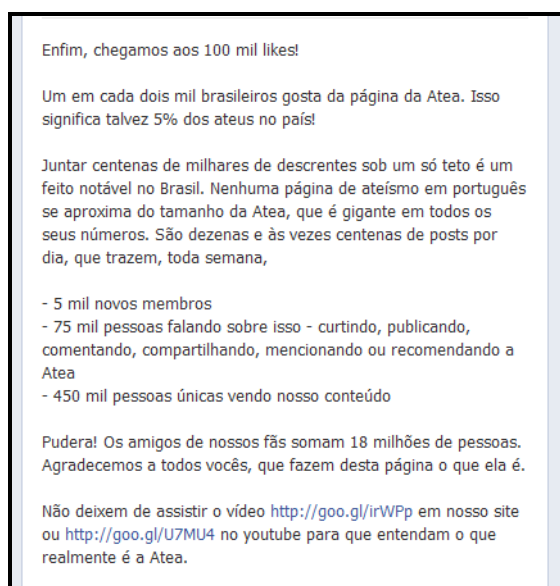 Enfim, chegamos aos 100 mil likes!
Um em cada dois mil brasileiros gosta da página da Atea. Isso
significa talvez 5% dos ateus no país!
Juntar centenas de milhares de descrentes sob um só teto é um
feito notável no Brasil. Nenhuma página de ateísmo em português
se aproxima do tamanho da Atea, que é gigante em todos os
seus números. São dezenas e às vezes centenas de posts por
dia, que trazem, toda semana,
- 5 mil novos membros
- 75 mil pessoas falando sobre isso - curtindo, publicando,
comentando, compartilhando, mencionando ou recomendando a
Atea
- 450 mil pessoas únicas vendo nosso conteúdo
Pudera! Os amigos de nossos fãs somam 18 milhões de pessoas.
Agradecemos a todos vocês, que fazem desta página o que ela é.
Não deixem de assistir o vídeo http://goo.gl/irWPp em nosso site
ou http://goo.gl/U7MU4 no youtube para que entendam o que
realmente é a Atea.